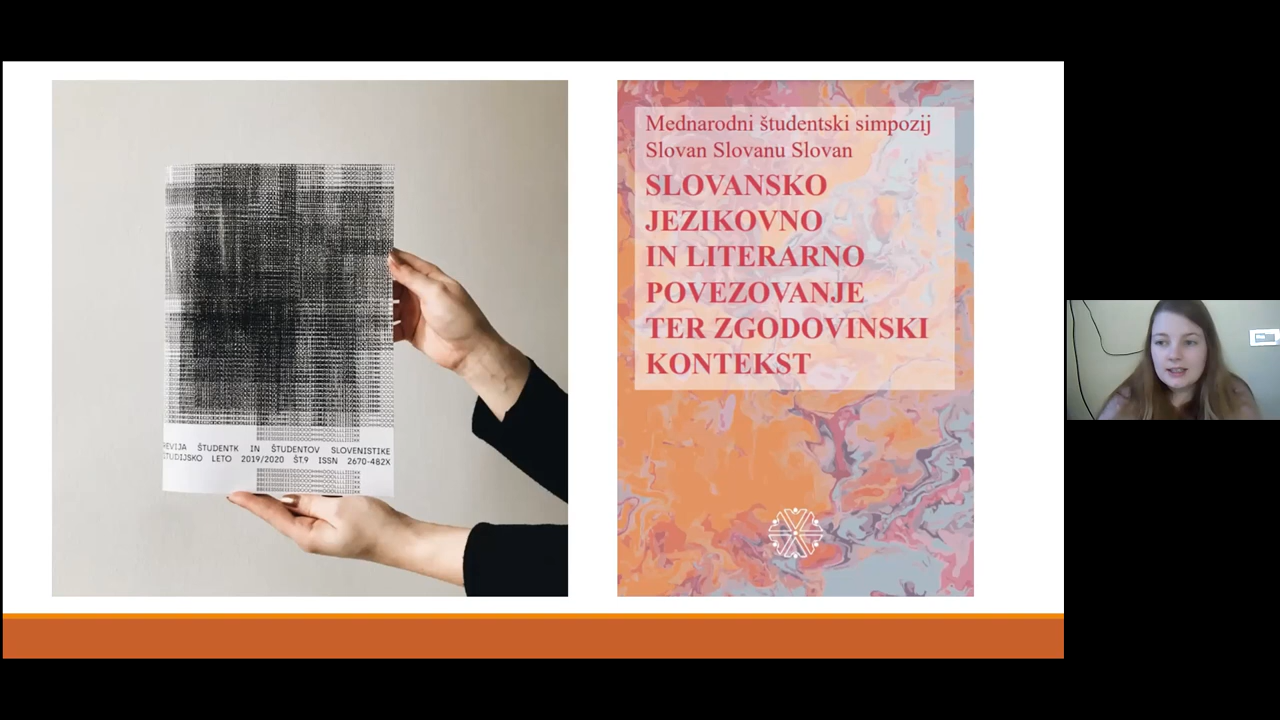 REVIJA ŠTUDENTK IN ŠTUDENTOV SLOVENISTIKE
ŠTUDIJSKO LETO 2019/2020 ŠT.9 ISSN 2670-482X
Mednarodni študentski simpozij
Slovan Slovanu Slovan
SLOVANSKO
JEZIKOVNO
IN LITERARNO
POVEZOVANJE
TER ZGODOVINSKI
KONTEKST